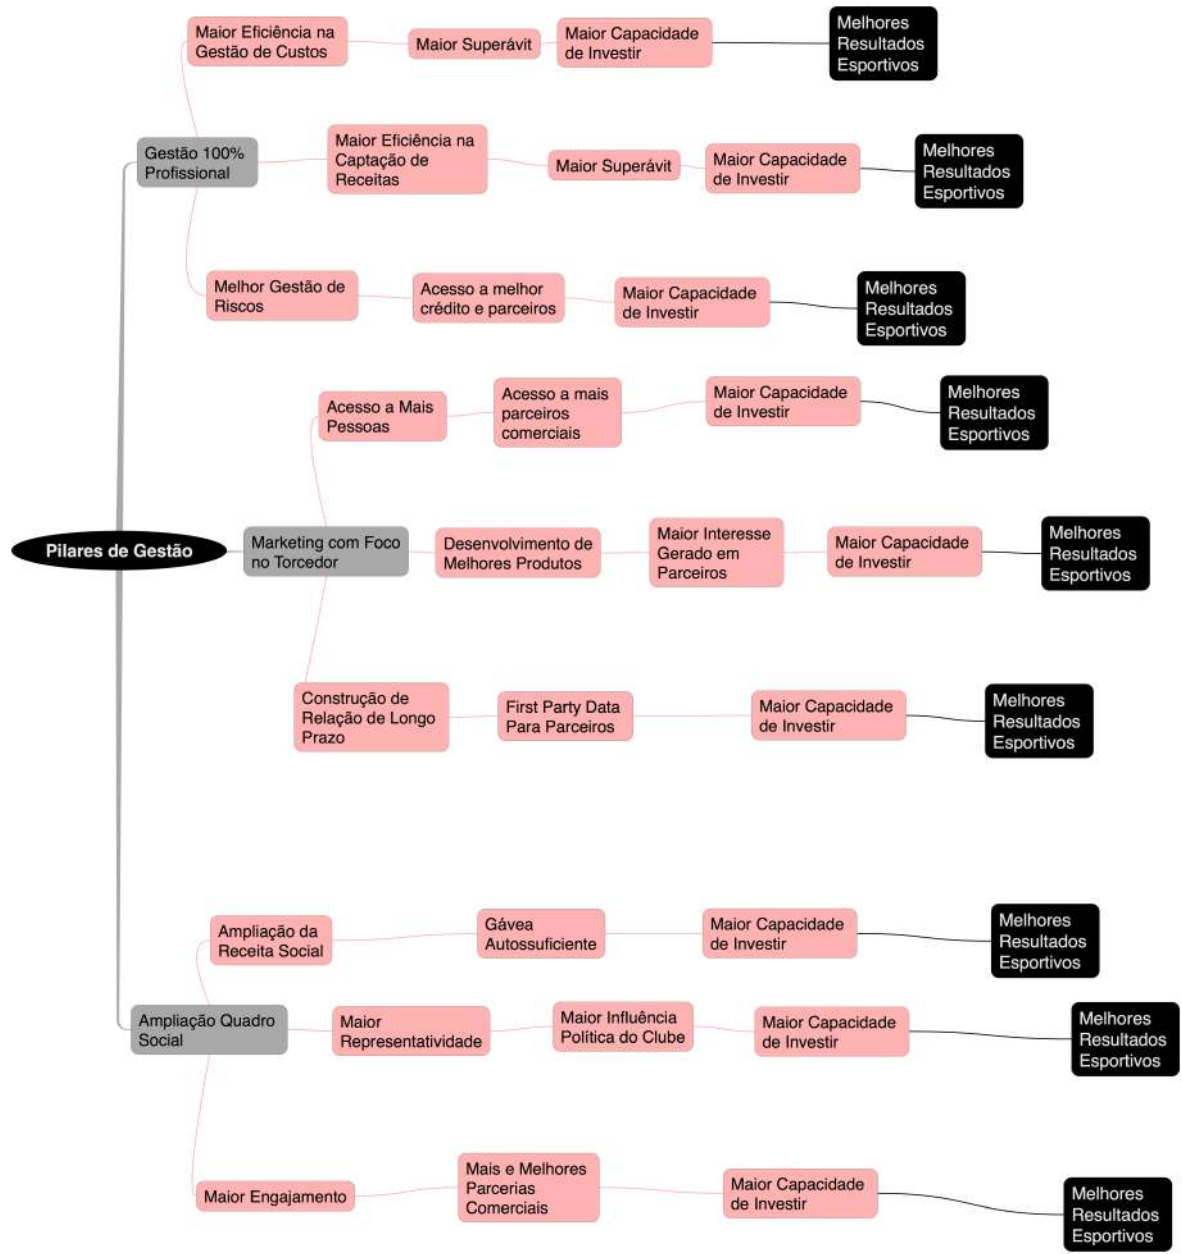 Maior Eficiência na
Gestão de Custos
Maior Superávit
Maior Capacidade
de Investir
Melhores
Resultados
Esportivos
Gestão 100%
Profissional
Maior Eficiência na
Captação de
Receitas
Maior Superávit
Maior Capacidade
de Investir
Melhores
Resultados
Esportivos
Melhor Gestão de
Riscos
Acesso a melhor
crédito e parceiros
Maior Capacidade
de Investir
Melhores
Resultados
Esportivos
Acesso a Mais
Pessoas
Acesso a mais
parceiros
comerciais
Maior Capacidade
de Investir
Melhores
Resultados
Esportivos
Pilares de Gestão
Marketing com Foco
no Torcedor
Desenvolvimento de
Melhores Produtos
Maior Interesse
Gerado em
Parceiros
Maior Capacidade
de Investir
Melhores
Resultados
Esportivos
Construção de
Relação de Longo
Prazo
First Party Data
Para Parceiros
Maior Capacidade
de Investir
Melhores
Resultados
Esportivos
Ampliação da
Receita Social
Gávea
Autossuficiente
Maior Capacidade
de Investir
Melhores
Resultados
Esportivos
Ampliação Quadro
Social
Maior
Representatividade
Maior Influência
Política do Clube
Maior Capacidade
de Investir
Melhores
Resultados
Esportivos
Maior Engajamento
Mais e Melhores
Parcerias
Comerciais
Maior Capacidade
de Investir
Melhores
Resultados
Esportivos